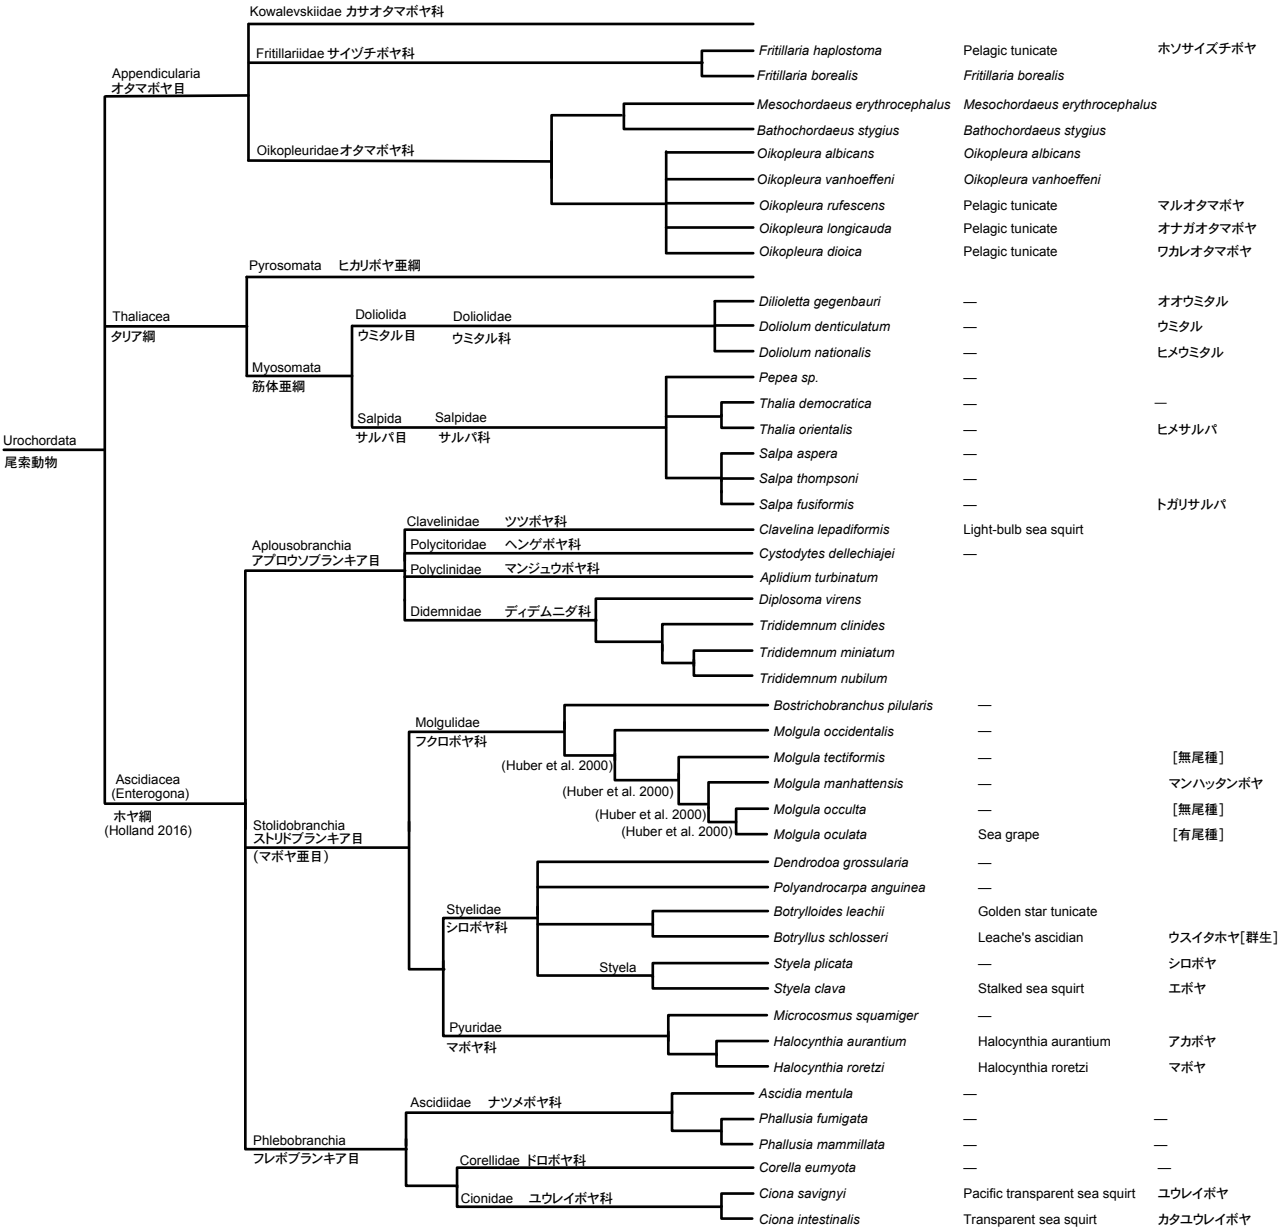 Kowalevskiidae カサオタマボヤ科
Fritillariidae サイヅチボヤ科
Fritillaria haplostoma Pelagic tunicate ホソサイズチボヤ
Appendicularia
オタマボヤ目
Fritillaria borealis Fritillaria borealis
Mesochordaeus erythrocephalus Mesochordaeus erythrocephalus
Bathochordaeus stygius Bathochordaeus stygius
Oikopleuridae オタマボヤ科
Oikopleura albicans Oikopleura albicans
Oikopleura vanhoeffeni Oikopleura vanhoeffeni
Oikopleura rufescens Pelagic tunicate マルオタマボヤ
Oikopleura longicauda Pelagic tunicate オナガオタマボヤ
Oikopleura dioica Pelagic tunicate ワカレオタマボヤ
Pyrosomata ヒカリボヤ亜綱
Thaliacea
タリア綱
Doliolida Doliolidae
ウミタル目 ウミタル科
Dilioletta gegenbauri — オオウミタル
Doliolum denticulatum — ウミタル
Doliolum nationalis — ヒメウミタル
Myosomata
筋体亜綱
Pepea sp. —
Thalia democratica — —
Salpida Salpidae
サルパ目 サルパ科
Thalia orientalis — ヒメサルパ
Urochordata
尾索動物
Salpa aspera —
Salpa thompsoni —
Salpa fusiformis — トガリサルパ
Clavelinidae ツツボヤ科
Clavelina lepadiformis Light-bulb sea squirt
Aplousobranchia
アプロウソブランキア目
Polycitoridae ヘンゲボヤ科
Cystodytes dellechiajei —
Polyclinidae マンジュウボヤ科
Aplidium turbinatum
Didemnidae ディデムニダ科
Diplosoma virens
Trididemnum clinides
Trididemnum miniatum
Trididemnum nubilum
Bostrichobranchus pilularis —
Molgulidae
フクロボヤ科
Molgula occidentalis —
(Huber et al. 2000)
Molgula tectiformis — [無尾種]
(Huber et al. 2000)
Molgula manhattensis — マンハッタンボヤ
(Huber et al. 2000)
Molgula occulta — [無尾種]
(Huber et al. 2000)
Molgula oculata Sea grape [有尾種]
Ascidiacea
(Enterogona)
ホヤ綱
(Holland 2016)
Stolidobranchia
ストリドブランキア目
(マボヤ亜目)
Dendrodoa grossularia —
Polyandrocarpa anguinea —
Styelidae
シロボヤ科
Botrylloides leachii Golden star tunicate
Botryllus schlosseri Leache's ascidian ウスイタホヤ[群生]
Styela
Styela plicata — シロボヤ
Styela clava Stalked sea squirt エボヤ
Pyuridae
マボヤ科
Microcosmus squamiger —
Halocynthia aurantium Halocynthia aurantium アカボヤ
Halocynthia roretzi Halocynthia roretzi マボヤ
Ascidiidae ナツメボヤ科
Ascidia mentula —
Phallusia fumigata — —
Phlebobranchia
フレボブランキア目
Phallusia mammillata — —
Corellidae ドロボヤ科
Corella eumyota — —
Cionidae ユウレイボヤ科
Ciona savignyi Pacific transparent sea squirt ユウレイボヤ
Ciona intestinalis Transparent sea squirt カタユウレイボヤ